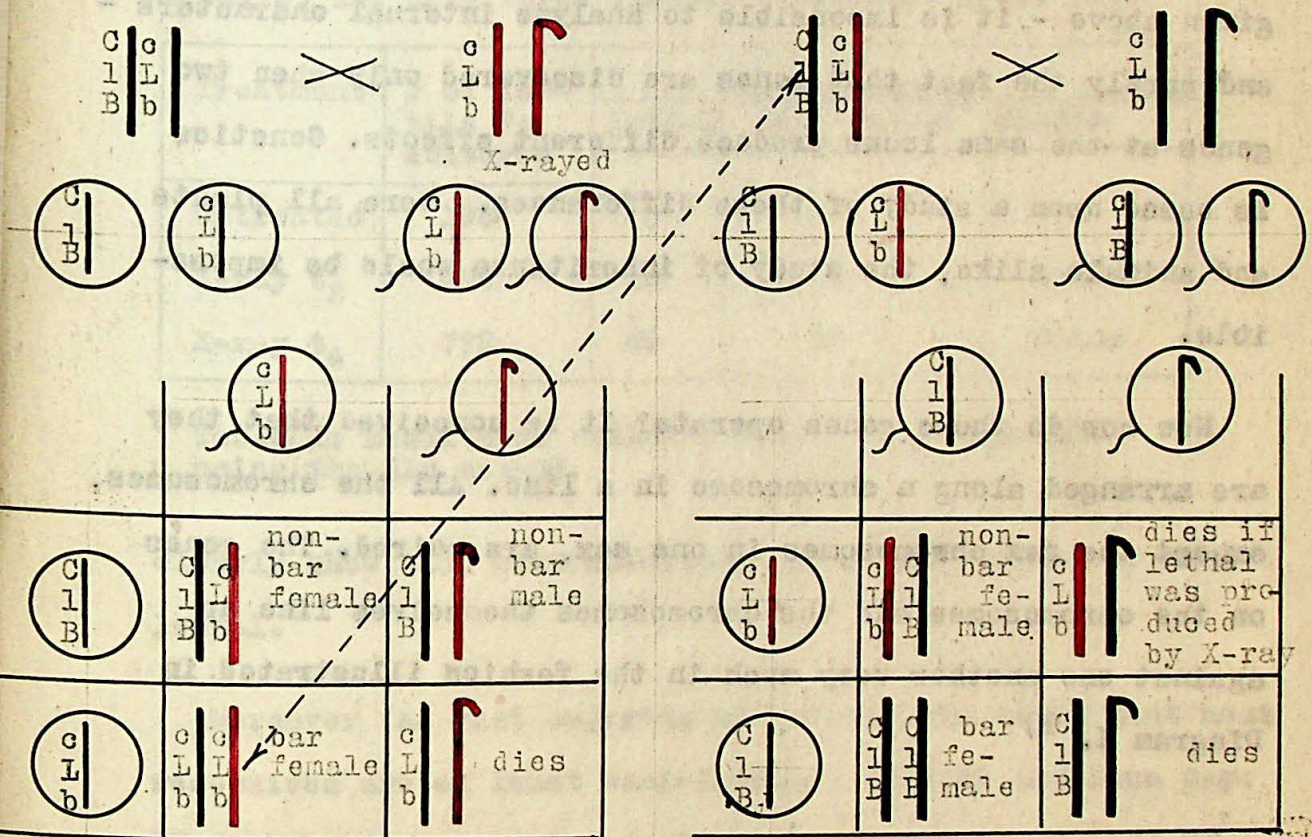 C c
l L
B b
c
L
b
X-rayed
C
l
B
c
L
b
c
L
b
c
L
b
C
l
B
non-
bar
female
C c
l L
B b
non-
bar
male
C
l
B
c
L
b
bar
female
c c
L L
b b
dies
c
L
b
C c
l L
B b
c
L
b
C
l
B
c
L
b
C
l
B
c
L
b
non-
bar
fe-
male
c C
L l
b B
dies if
lethal
was pro-
duced
by X-ray
c
L
b
C
l
B
bar
fe-
male
C C
l l
B B
dies
C
l
B